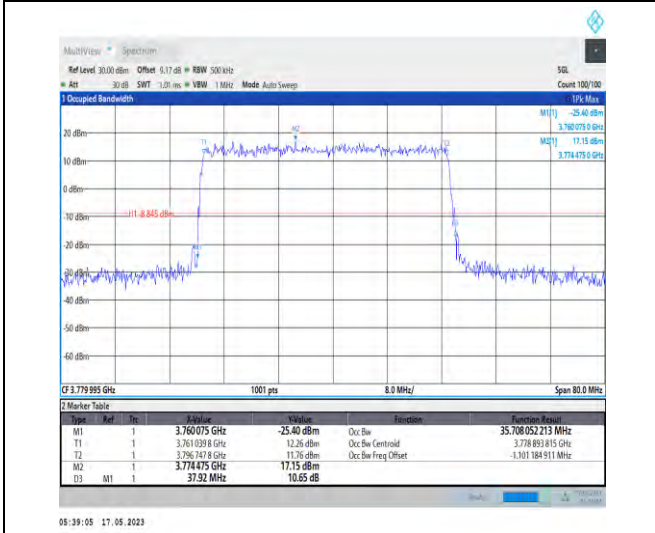 MultiView Spectrum
Ref Level 30.00 dBm Offset 9.17 dB RBW 500 kHz SGL
Att 30 dB SWT 1.01 ms VBW 1 MHz Mode Auto Sweep Count 100/100
1 Occupied Bandwidth 1Pk Max
M1[1] -25.40 dBm
3.760 075 0 GHz
20 dBm M2 M2[1] 17.15 dBm
3.774 475 0 GHz
T1 T2
10 dBm
0 dBm
-10 dBm H1 -8.845 dBm
-20 dBm
-30 dBm
-40 dBm
-50 dBm
-60 dBm
CF 3.779 995 GHz 1001 pts 8.0 MHz/ Span 80.0 MHz
2 Marker Table
Type Ref Trc X-Value Y-Value Function Function Result
M1 1 3.760 075 GHz -25.40 dBm Occ Bw 35.708 052 213 MHz
T1 1 3.761 039 8 GHz 12.26 dBm Occ Bw Centroid 3.778 893 815 GHz
T2 1 3.796 747 8 GHz 11.76 dBm Occ Bw Freq Offset -1.101 184 911 MHz
M2 1 3.774 475 GHz 17.15 dBm
D3 M1 1 37.92 MHz 10.65 dB
05:39:05 17.05.2023